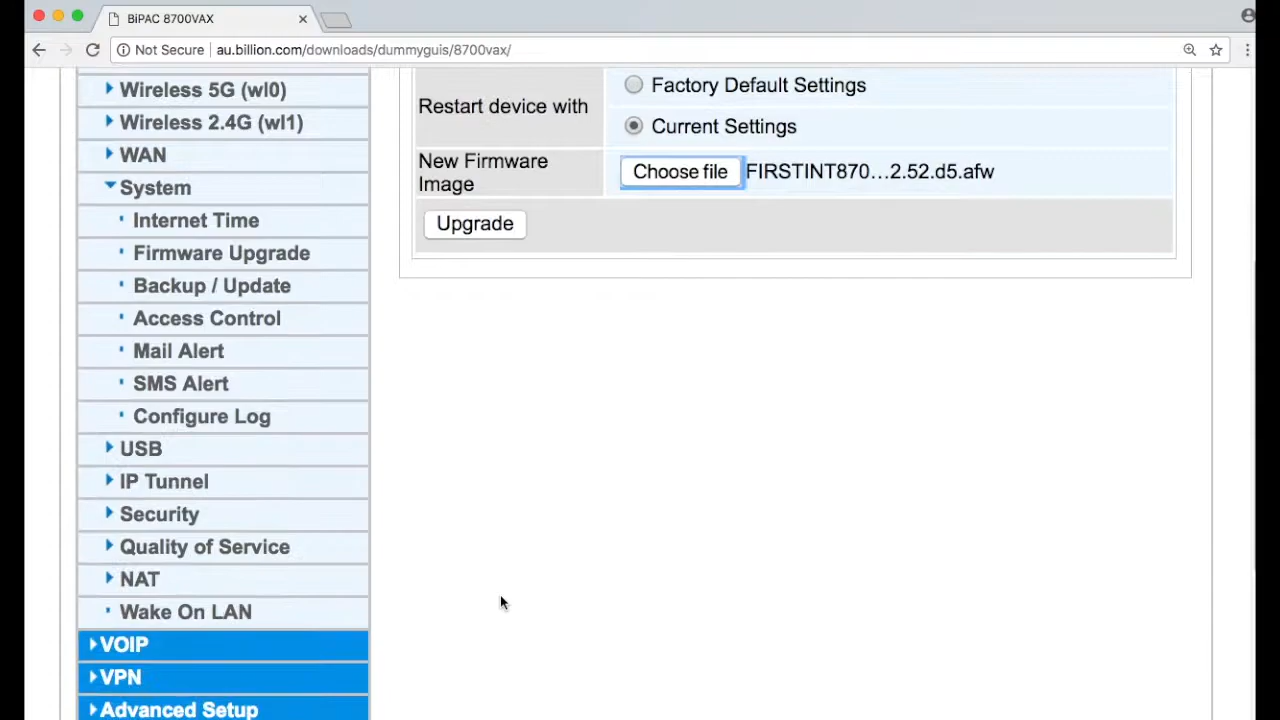 BiPAC 8700VAX
Not Secure
au.billion.com/downloads/dummyguis/8700vax/
Wireless 5G (wl0)
Wireless 2.4G (wl1)
WAN
System
Internet Time
Firmware Upgrade
Backup / Update
Access Control
Mail Alert
SMS Alert
Configure Log
USB
IP Tunnel
Security
Quality of Service
NAT
Wake On LAN
VOIP
VPN
Advanced Setup
Restart device with
Factory Default Settings
Current Settings
New Firmware
Image
Choose file FIRSTINT870...2.52.d5.afw
Upgrade